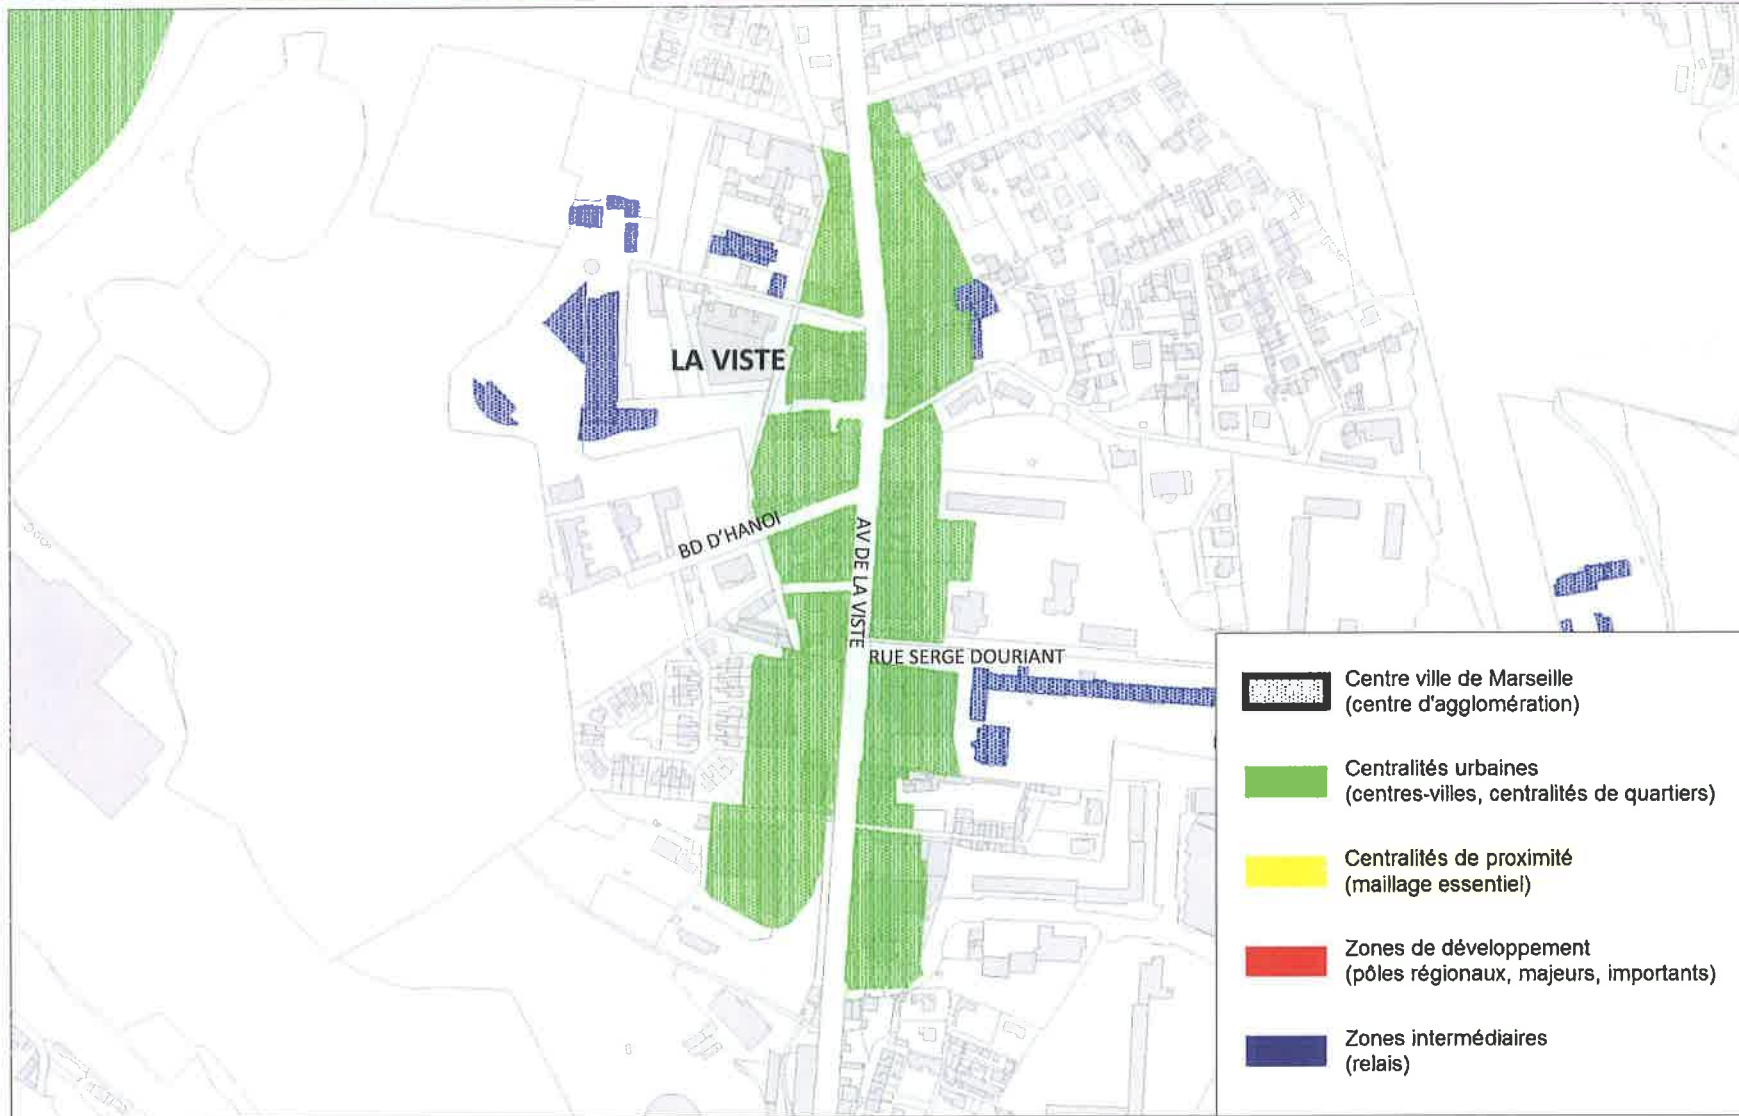 LA VISTE
BD D'HANOI
AV DE LA VISTE
RUE SERGE DOURIANT
Centre ville de Marseille
(centre d'agglomération)
Centralités urbaines
(centres-villes, centralités de quartiers)
Centralités de proximité
(maillage essentiel)
Zones de développement
(pôles régionaux, majeurs, importants)
Zones intermédiaires
(relais)